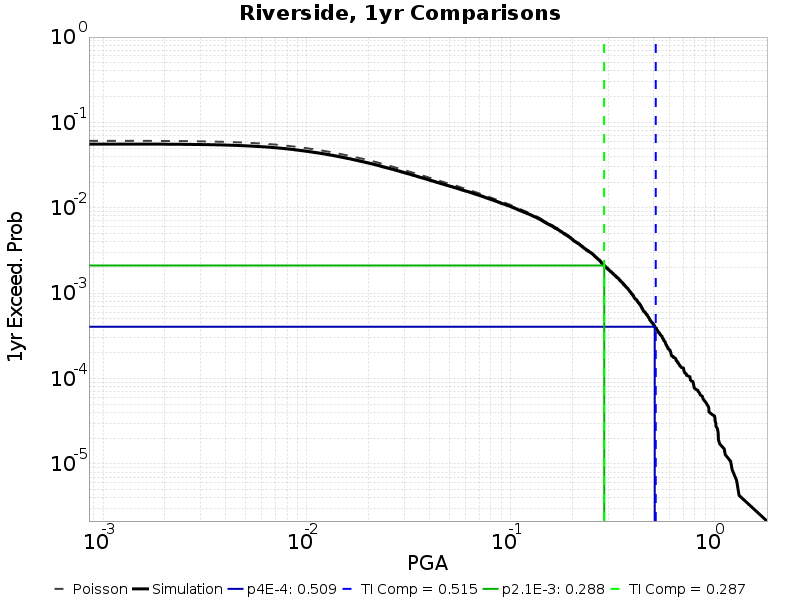 Riverside, 1yr Comparisons
10^0
10^-1
10^-2
10^-3
10^-4
10^-5
1yr Exceed. Prob
10^-3 10^-2 10^-1 10^0
PGA
Poisson Simulation p4E-4: 0.509 TI Comp = 0.515 p2.1E-3: 0.288 TI Comp = 0.287